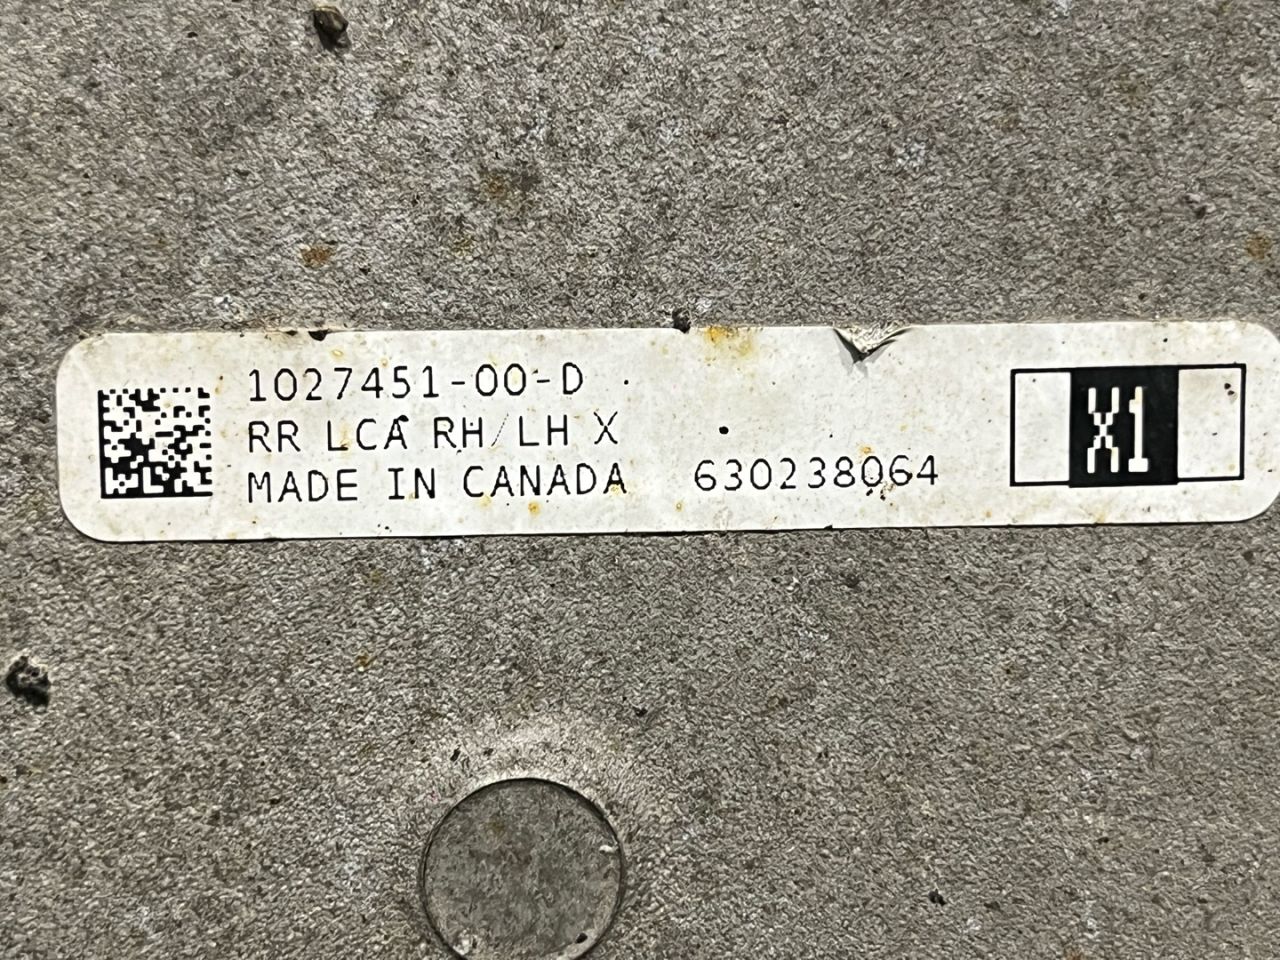 1027451-00-D
RR LCA RH/LH X
MADE IN CANADA 630238064
X1